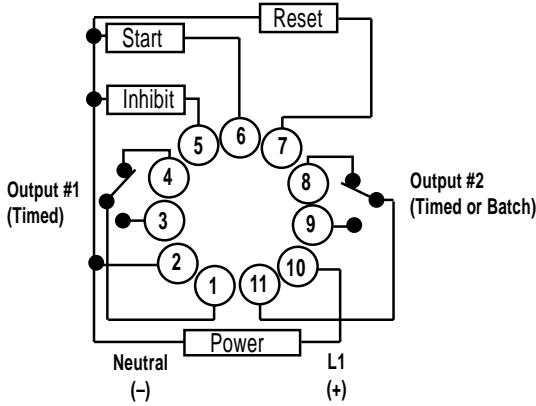 Reset
Start
Inhibit
6
5
7
4
8
Output #1
(Timed)
Output #2
(Timed or Batch)
3
9
2
10
1
11
Power
Neutral
(–)
L1
(+)